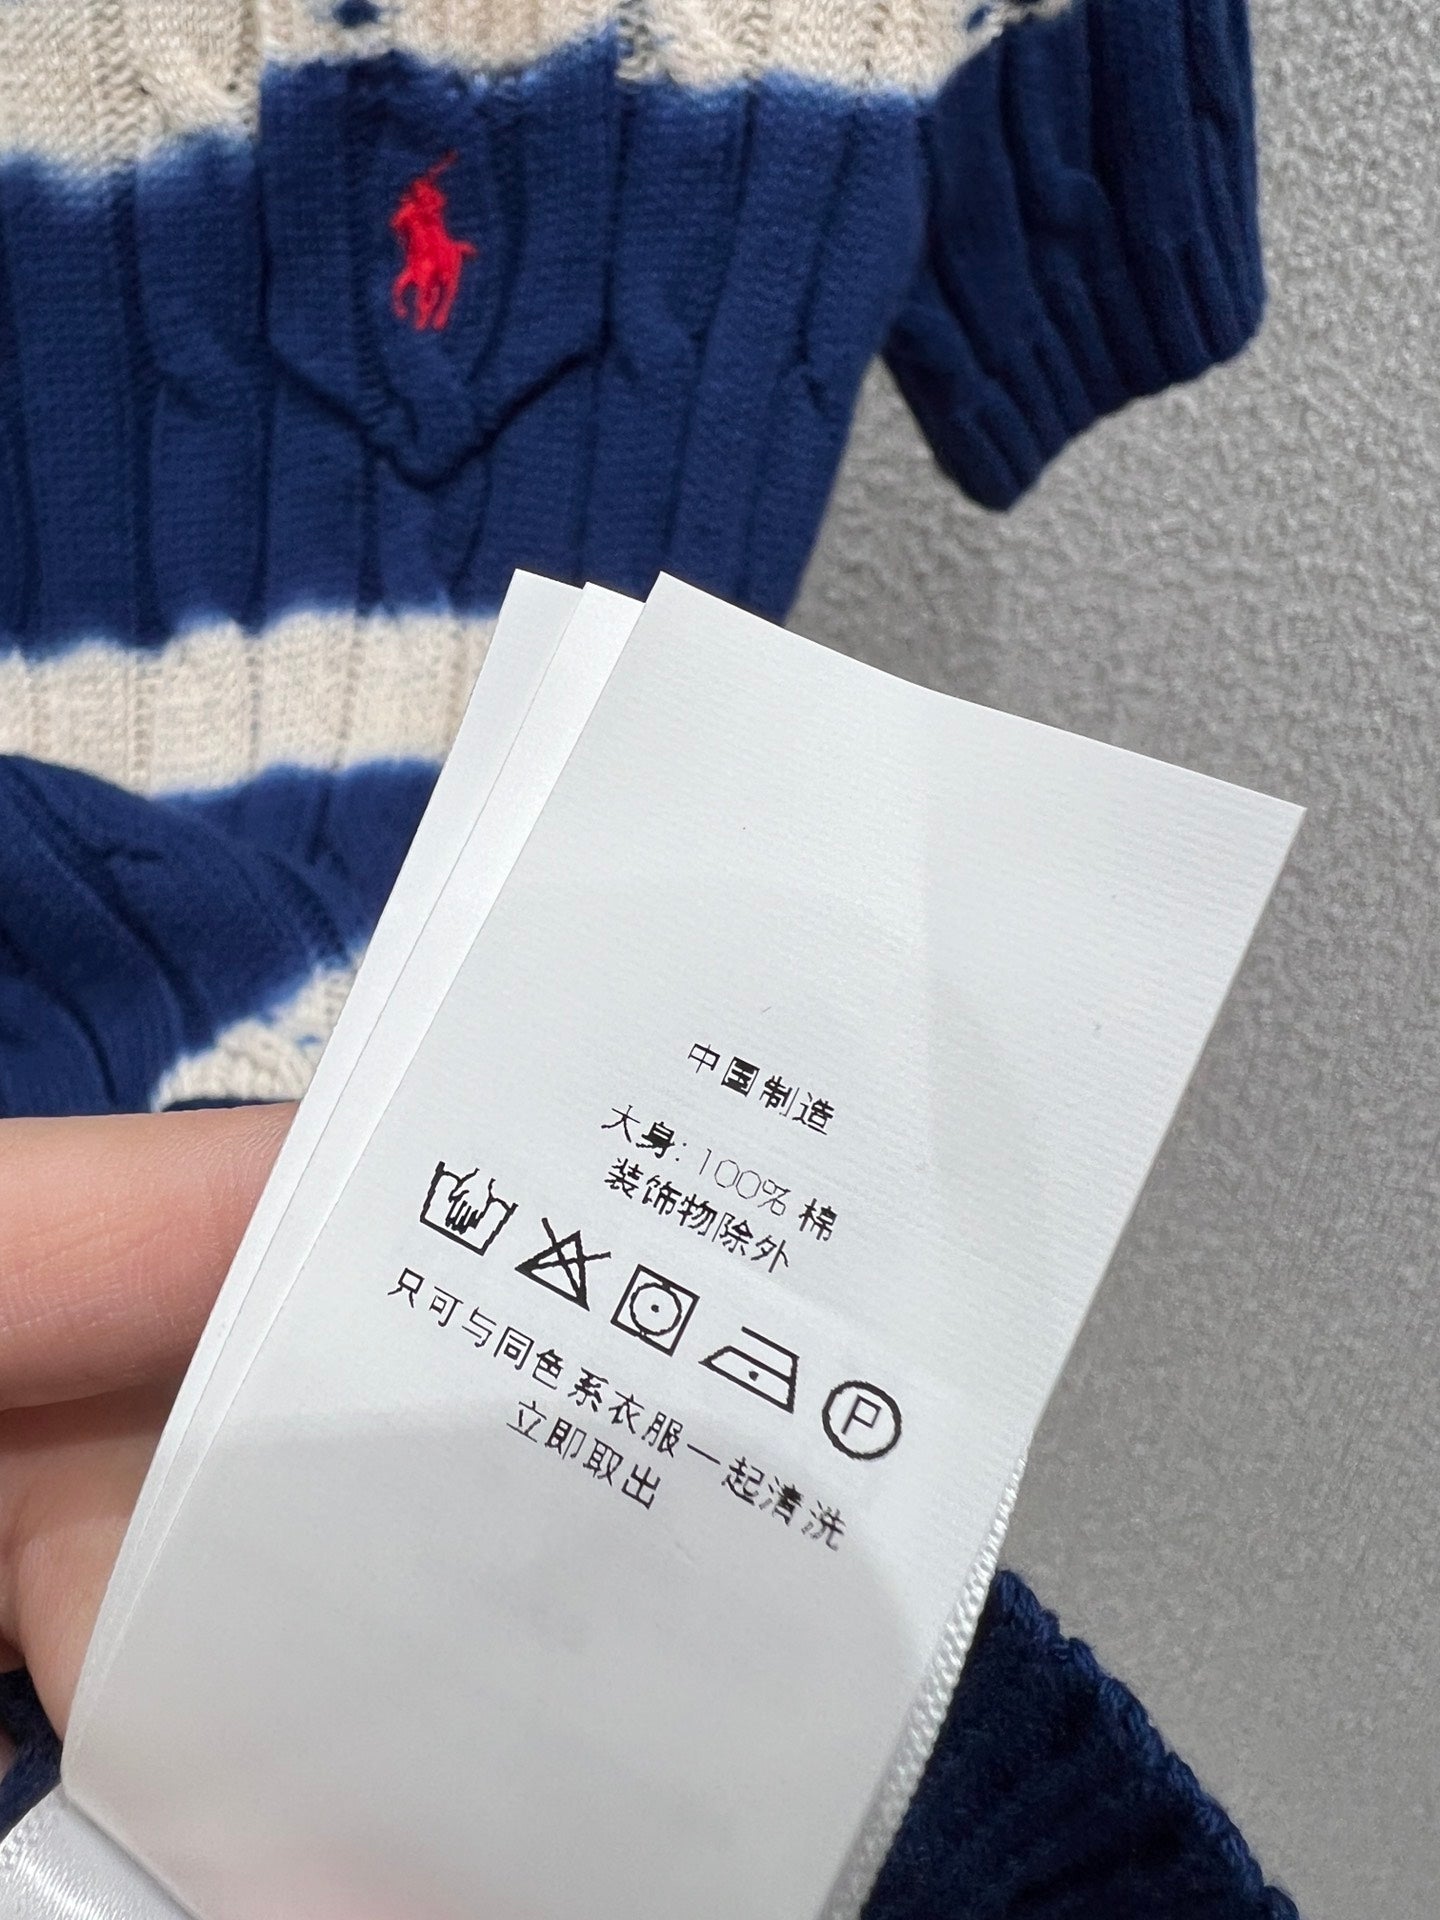 中国制造
大身: 100% 棉
装饰物除外
P
只可与同色系衣服一起清洗
立即取出